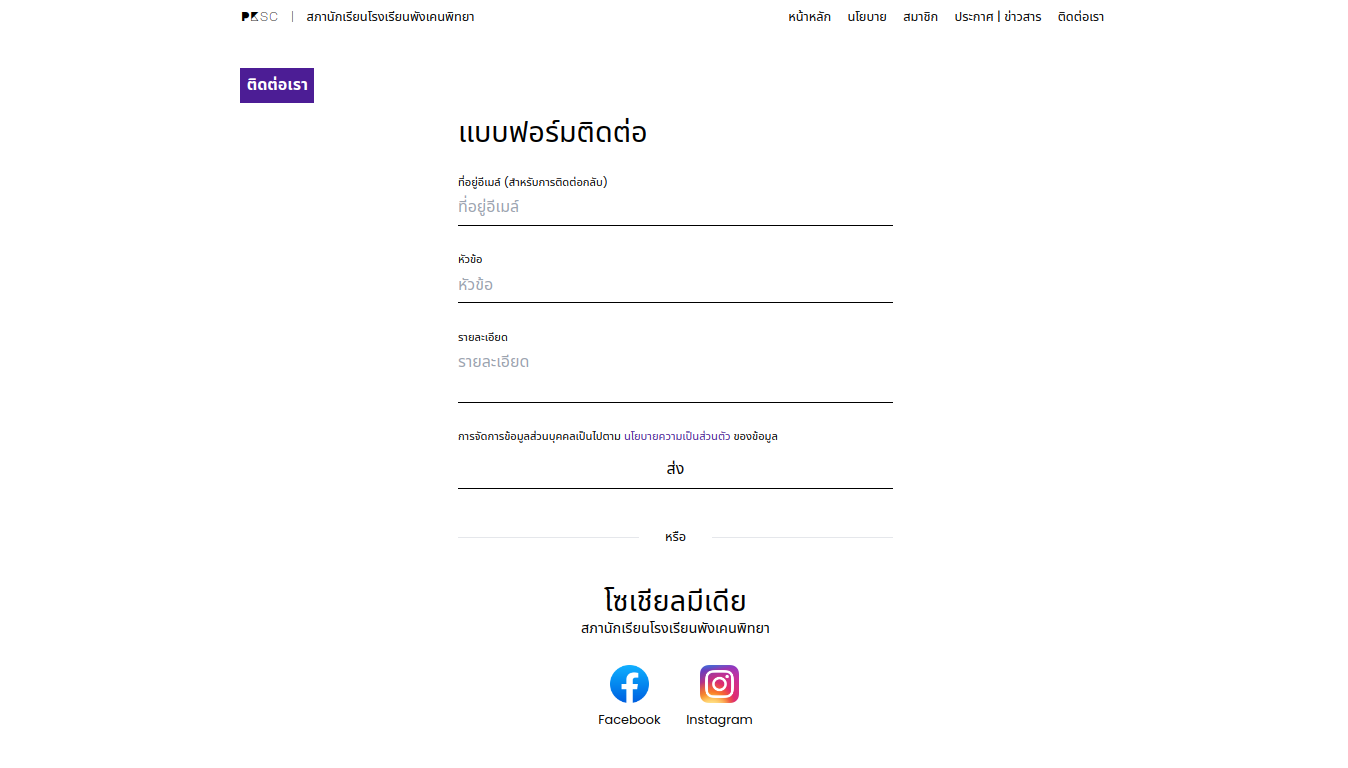 PKSC | สภานักเรียนโรงเรียนพังเคนพิทยา
หน้าหลัก นโยบาย สมาชิก ประกาศ | ข่าวสาร ติดต่อเรา
ติดต่อเรา
แบบฟอร์มติดต่อ
ที่อยู่อีเมล์ (สำหรับการติดต่อกลับ)
ที่อยู่อีเมล์
หัวข้อ
หัวข้อ
รายละเอียด
รายละเอียด
การจัดการข้อมูลส่วนบุคคลเป็นไปตาม นโยบายความเป็นส่วนตัว ของข้อมูล
ส่ง
หรือ
โซเชียลมีเดีย
สภานักเรียนโรงเรียนพังเคนพิทยา
Facebook Instagram